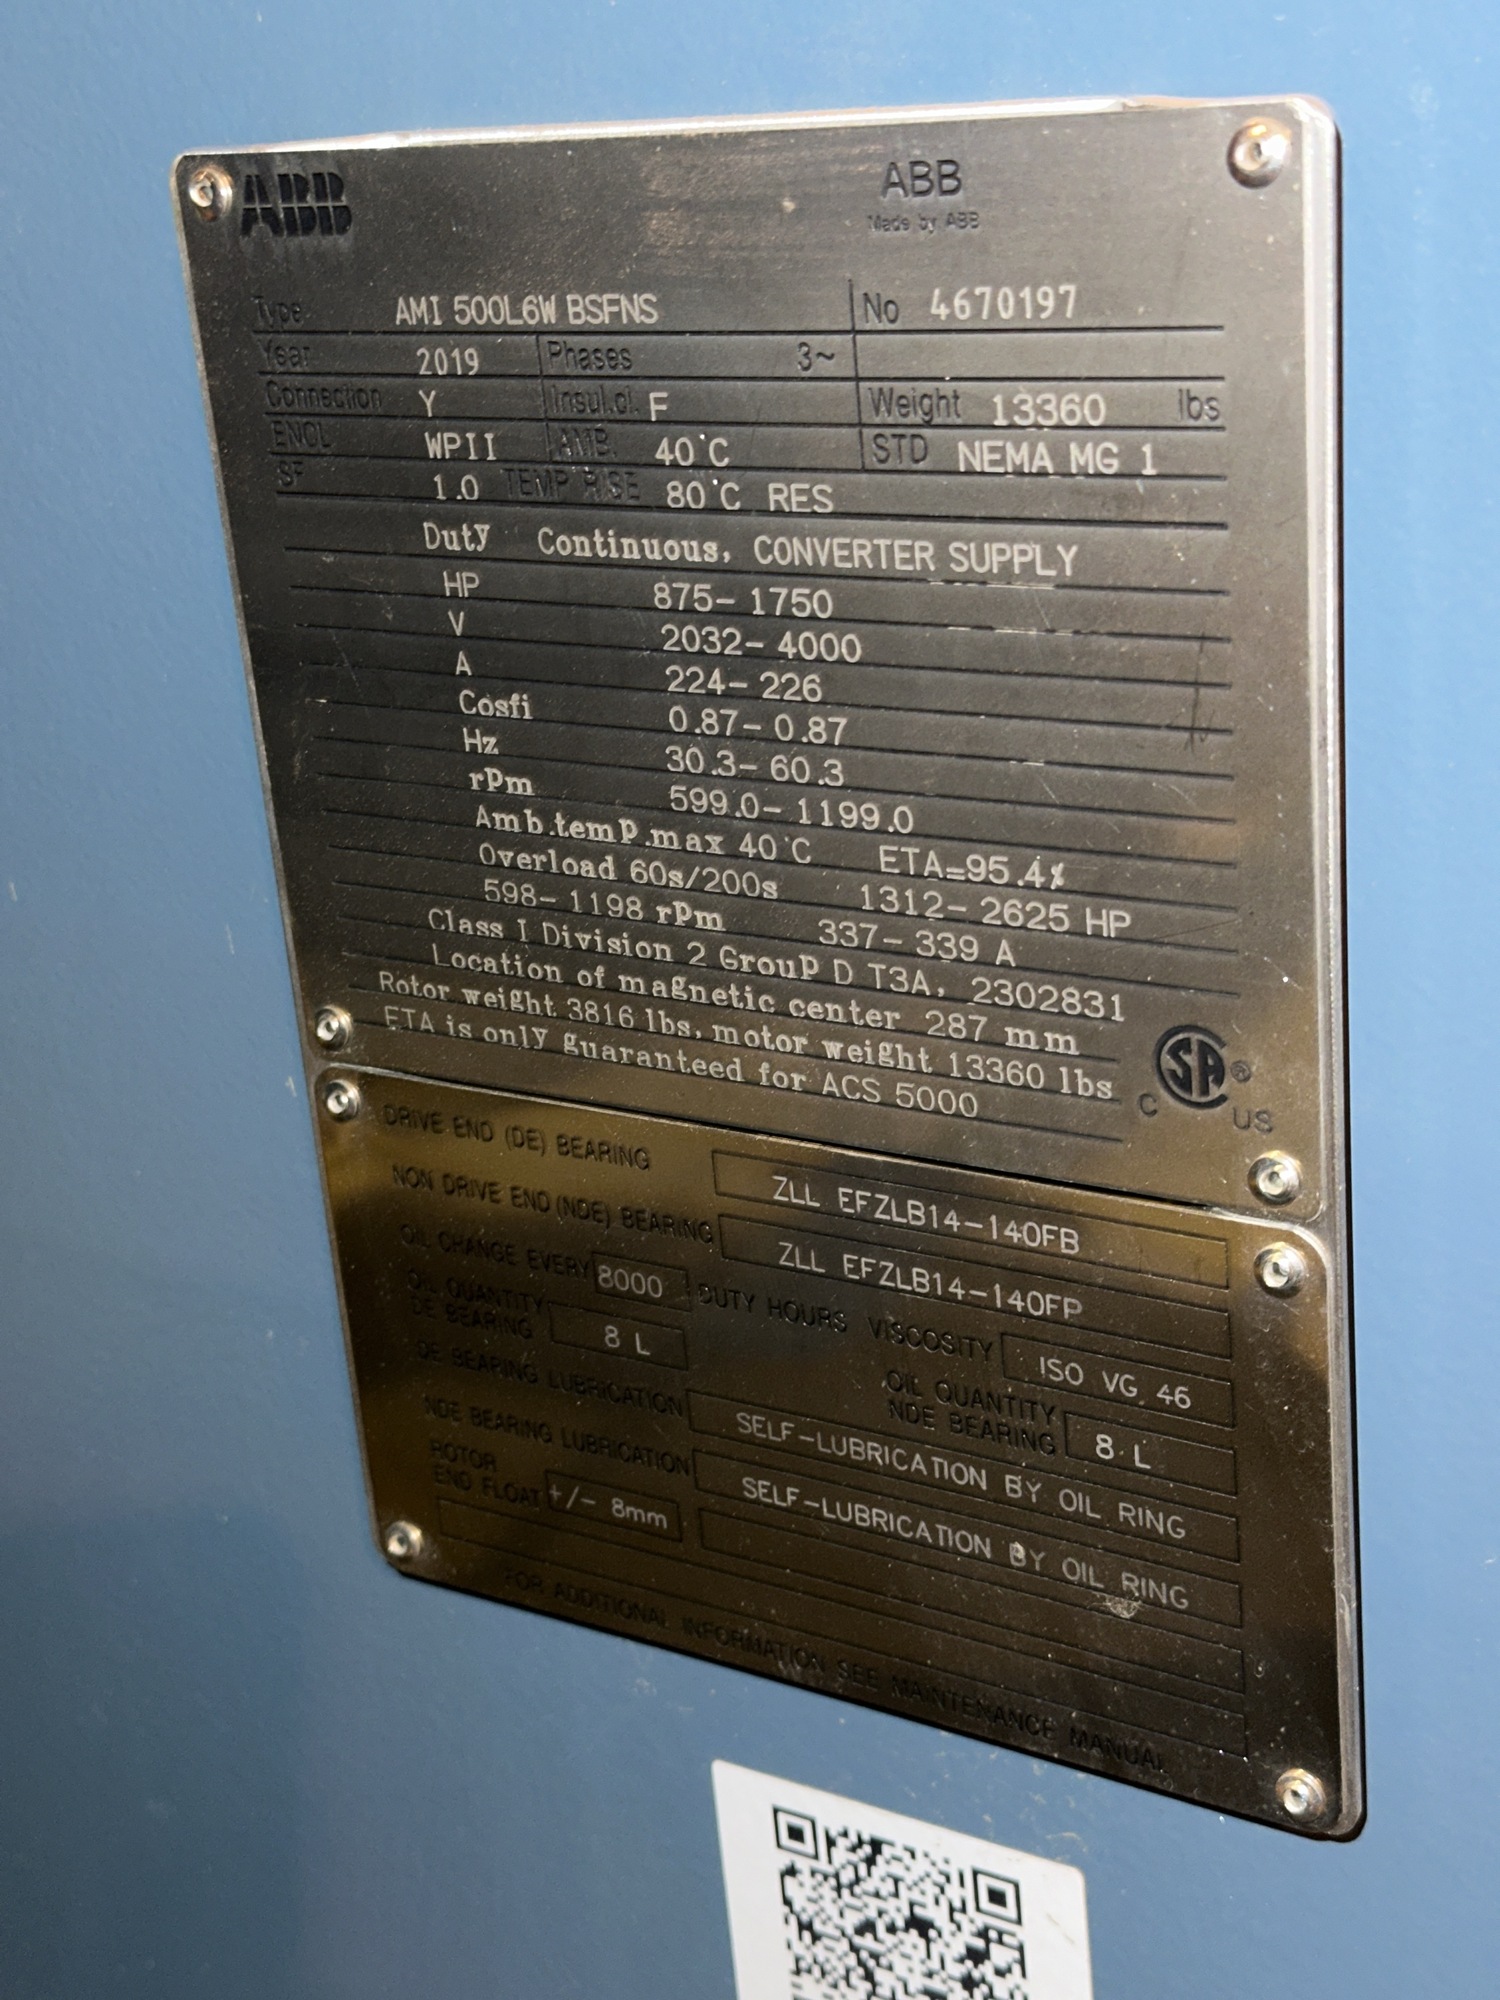 ABB
ABB
Made by ABB
Type AMI 500L6W BSFNS No 4670197
Year 2019 Phases 3~
Connection Y Insul.cl. F Weight 13360 lbs
ENCL WPII AMB. 40°C STD NEMA MG 1
SF 1.0 TEMP RISE 80°C RES
Duty Continuous, CONVERTER SUPPLY
HP 875-1750
V 2032-4000
A 224-226
Cosfi 0.87-0.87
Hz 30.3-60.3
rpm 599.0-1199.0
Amb.temp.max 40°C ETA=95.4%
Overload 60s/200s 1312-2625 HP
598-1198 rpm 337-339 A
Class I Division 2 Group D T3A, 2302831
Location of magnetic center 287 mm
Rotor weight 3816 lbs, motor weight 13360 lbs
ETA is only guaranteed for ACS 5000
C SA ® US
DRIVE END (DE) BEARING ZLL EFZLB14-140FB
NON DRIVE END (NDE) BEARING ZLL EFZLB14-140FP
OIL CHANGE EVERY 8000 DUTY HOURS VISCOSITY ISO VG 46
OIL QUANTITY DE BEARING 8 L OIL QUANTITY NDE BEARING 8 L
DE BEARING LUBRICATION SELF-LUBRICATION BY OIL RING
NDE BEARING LUBRICATION SELF-LUBRICATION BY OIL RING
ROTOR END FLOAT +/- 8mm
FOR ADDITIONAL INFORMATION SEE MAINTENANCE MANUAL